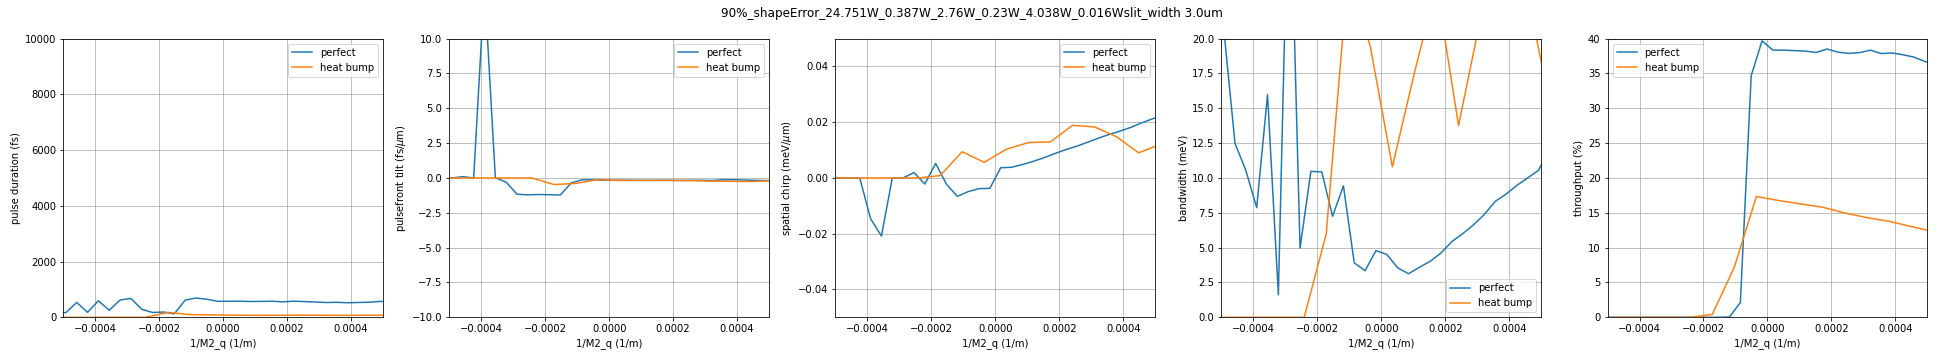 90%_shapeError_24.751W_0.387W_2.76W_0.23W_4.038W_0.016Wslit_width 3.0um
pulse duration (fs)
10000
8000
6000
4000
2000
0
−0.0004 −0.0002 0.0000 0.0002 0.0004
1/M2_q (1/m)
perfect
heat bump
pulsefront tilt (fs/μm)
10.0
7.5
5.0
2.5
0.0
−2.5
−5.0
−7.5
−10.0
−0.0004 −0.0002 0.0000 0.0002 0.0004
1/M2_q (1/m)
perfect
heat bump
spatial chirp (meV/μm)
0.04
0.02
0.00
−0.02
−0.04
−0.0004 −0.0002 0.0000 0.0002 0.0004
1/M2_q (1/m)
perfect
heat bump
bandwidth (meV)
20.0
17.5
15.0
12.5
10.0
7.5
5.0
2.5
0.0
−0.0004 −0.0002 0.0000 0.0002 0.0004
1/M2_q (1/m)
perfect
heat bump
throughput (%)
40
35
30
25
20
15
10
5
0
−0.0004 −0.0002 0.0000 0.0002 0.0004
1/M2_q (1/m)
perfect
heat bump